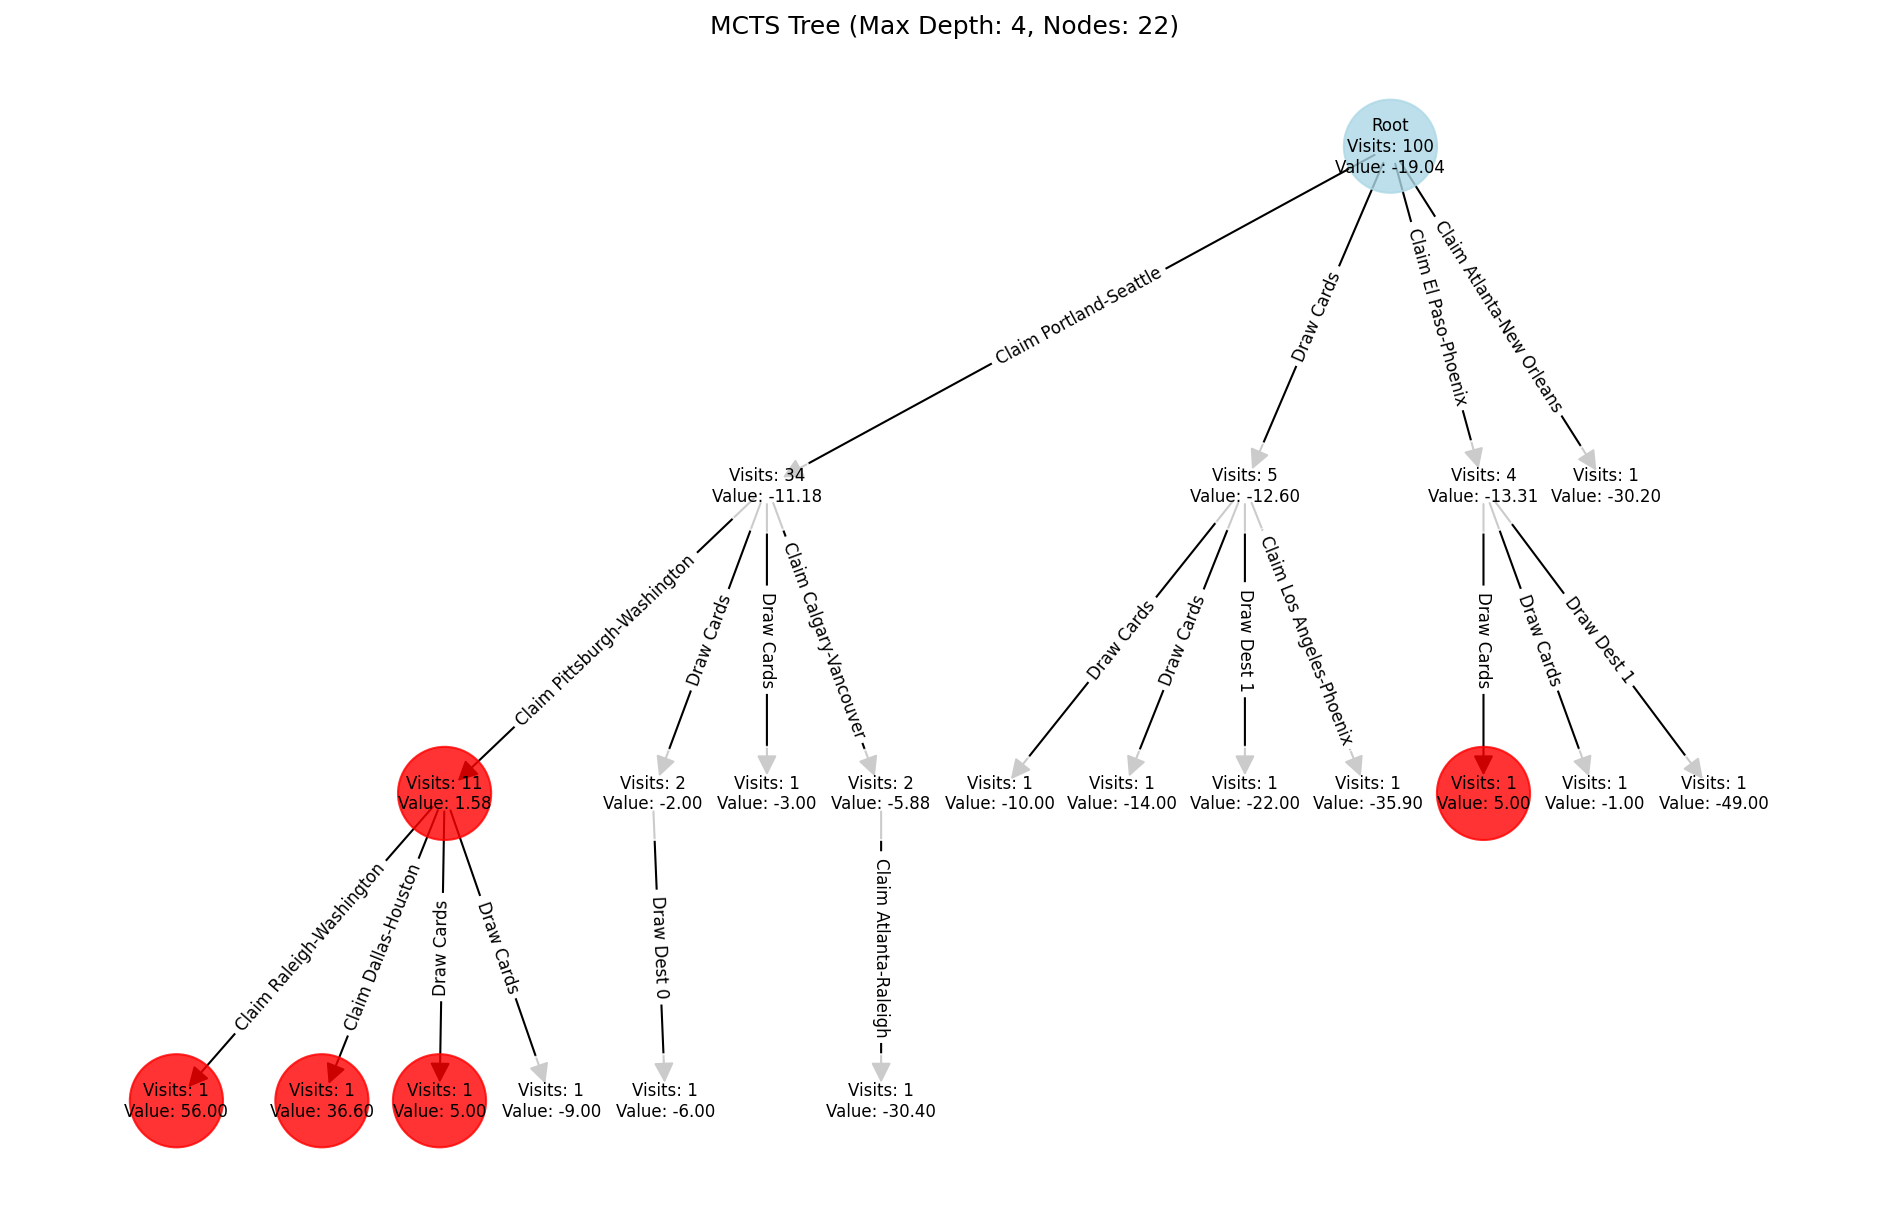 MCTS Tree (Max Depth: 4, Nodes: 22)
Root
Visits: 100
Value: -19.04
Claim Portland-Seattle
Draw Cards
Claim El Paso-Phoenix
Claim Atlanta-New Orleans
Visits: 34
Value: -11.18
Visits: 5
Value: -12.60
Visits: 4
Value: -13.31
Visits: 1
Value: -30.20
Claim Pittsburgh-Washington
Draw Cards
Draw Cards
Claim Calgary-Vancouver
Draw Cards
Draw Cards
Draw Dest 1
Claim Los Angeles-Phoenix
Draw Cards
Draw Cards
Draw Dest 1
Visits: 11
Value: 1.58
Visits: 2
Value: -2.00
Visits: 1
Value: -3.00
Visits: 2
Value: -5.88
Visits: 1
Value: -10.00
Visits: 1
Value: -14.00
Visits: 1
Value: -22.00
Visits: 1
Value: -35.90
Visits: 1
Value: 5.00
Visits: 1
Value: -1.00
Visits: 1
Value: -49.00
Claim Raleigh-Washington
Claim Dallas-Houston
Draw Cards
Draw Cards
Draw Dest 0
Claim Atlanta-Raleigh
Visits: 1
Value: 56.00
Visits: 1
Value: 36.60
Visits: 1
Value: 5.00
Visits: 1
Value: -9.00
Visits: 1
Value: -6.00
Visits: 1
Value: -30.40